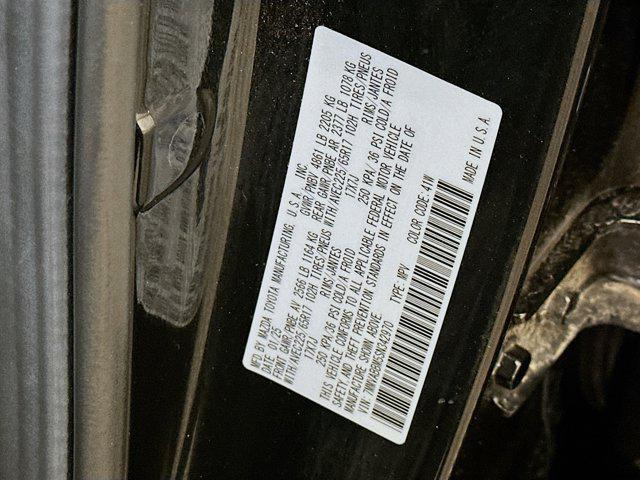 MFD BY MAZDA TOYOTA MANUFACTURING U.S.A., INC.
DATE 01/25 GVWR/PNBV 4861 LB 2205 KG
FRONT GAWR/PNBE AV 2566 LB 1164 KG REAR GAWR/PNBE AR 2377 LB 1078 KG
WITH/AVEC225/65R17 102H TIRES/PNEUS WITH/AVEC225/65R17 102H TIRES/PNEUS
17X7J RIMS/JANTES 17X7J RIMS/JANTES
250 KPA/36 PSI COLD/A FROID 250 KPA/36 PSI COLD/A FROID
THIS VEHICLE CONFORMS TO ALL APPLICABLE FEDERAL MOTOR VEHICLE
SAFETY AND THEFT PREVENTION STANDARDS IN EFFECT ON THE DATE OF
MANUFACTURE SHOWN ABOVE.
TYPE: MPV COLOR CODE: 41W
MADE IN U.S.A.